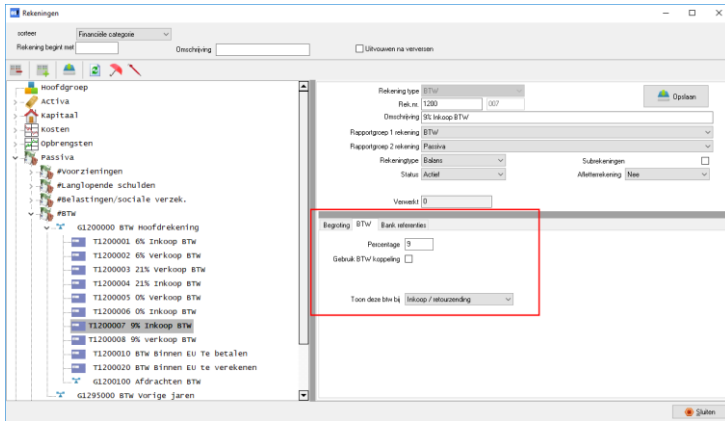 Rekeningen
sorteer Financiële categorie
Rekening begint met Omschrijving Uitvouwen na verversen
Hoofdgroep
Activa
Kapitaal
Kosten
Opbrengsten
Passiva
#Voorzieningen
#Langlopende schulden
#Belastingen/sociale verzek.
#BTW
G1200000 BTW Hoofdrekening
T1200001 6% Inkoop BTW
T1200002 6% verkoop BTW
T1200003 21% verkoop BTW
T1200004 21% Inkoop BTW
T1200005 0% verkoop BTW
T1200006 0% Inkoop BTW
T1200007 9% Inkoop BTW
T1200008 9% verkoop BTW
T1200010 BTW Binnen EU Te betalen
T1200020 BTW Binnen EU te verekenen
G1200100 Afdrachten BTW
G1295000 BTW Vorige jaren
Rekening type BTW
Rek.nr. 1200 007
Opslaan
Omschrijving 9% Inkoop BTW
Rapportgroep 1 rekening BTW
Rapportgroep 2 rekening Passiva
Rekeningtype Balans Subrekeningen
Status Actief Afletterrekening Nee
Verwerkt 0
Begroting BTW Bank referenties
Percentage 9
Gebruik BTW koppeling
Toon deze btw bij Inkoop / retourzending
Sluiten